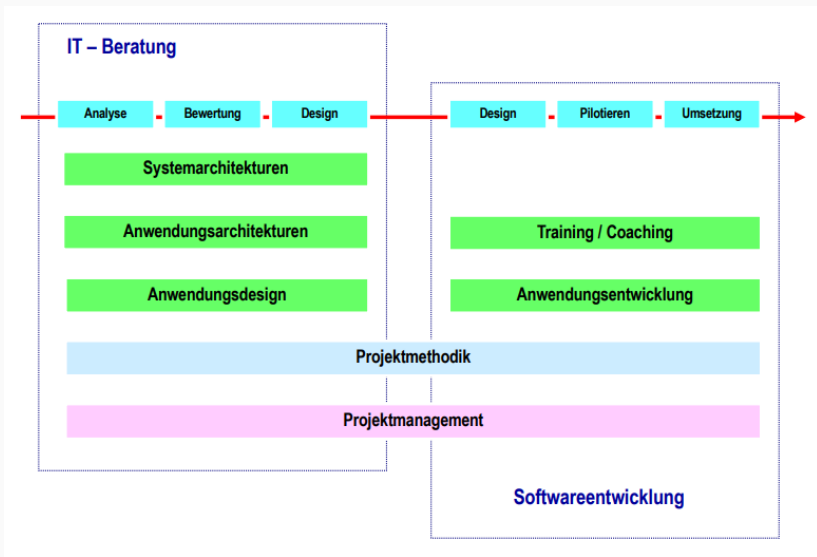 IT – Beratung
Analyse
Bewertung
Design
Design
Pilotieren
Umsetzung
Systemarchitekturen
Anwendungsarchitekturen
Training / Coaching
Anwendungsdesign
Anwendungsentwicklung
Projektmethodik
Projektmanagement
Softwareentwicklung